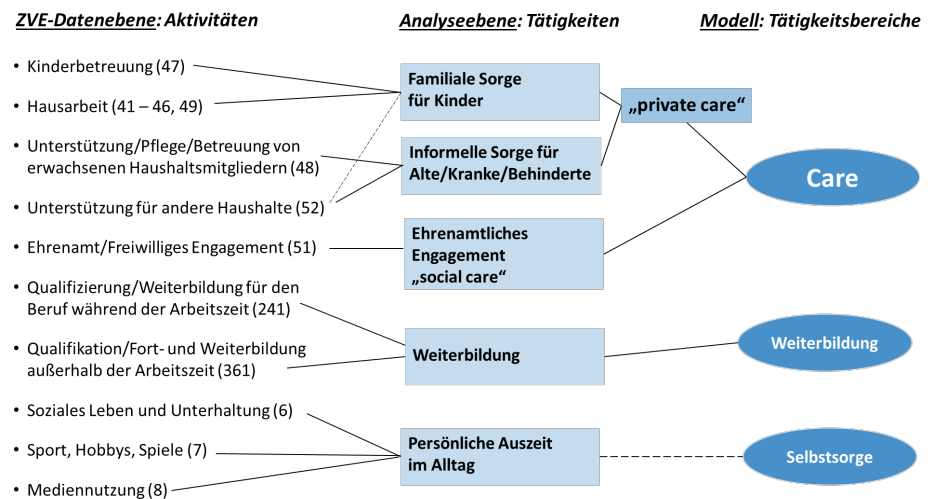 ZVE-Datenebene: Aktivitäten
• Kinderbetreuung (47)
• Hausarbeit (41 – 46, 49)
• Unterstützung/Pflege/Betreuung von
erwachsenen Haushaltsmitgliedern (48)
• Unterstützung für andere Haushalte (52)
• Ehrenamt/Freiwilliges Engagement (51)
• Qualifizierung/Weiterbildung für den
Beruf während der Arbeitszeit (241)
• Qualifikation/Fort- und Weiterbildung
außerhalb der Arbeitszeit (361)
• Soziales Leben und Unterhaltung (6)
• Sport, Hobbys, Spiele (7)
• Mediennutzung (8)
Analyseebene: Tätigkeiten
Familiale Sorge
für Kinder
Informelle Sorge für
Alte/Kranke/Behinderte
Ehrenamtliches
Engagement
„social care“
Weiterbildung
Persönliche Auszeit
im Alltag
Modell: Tätigkeitsbereiche
„private care“
Care
Weiterbildung
Selbstsorge